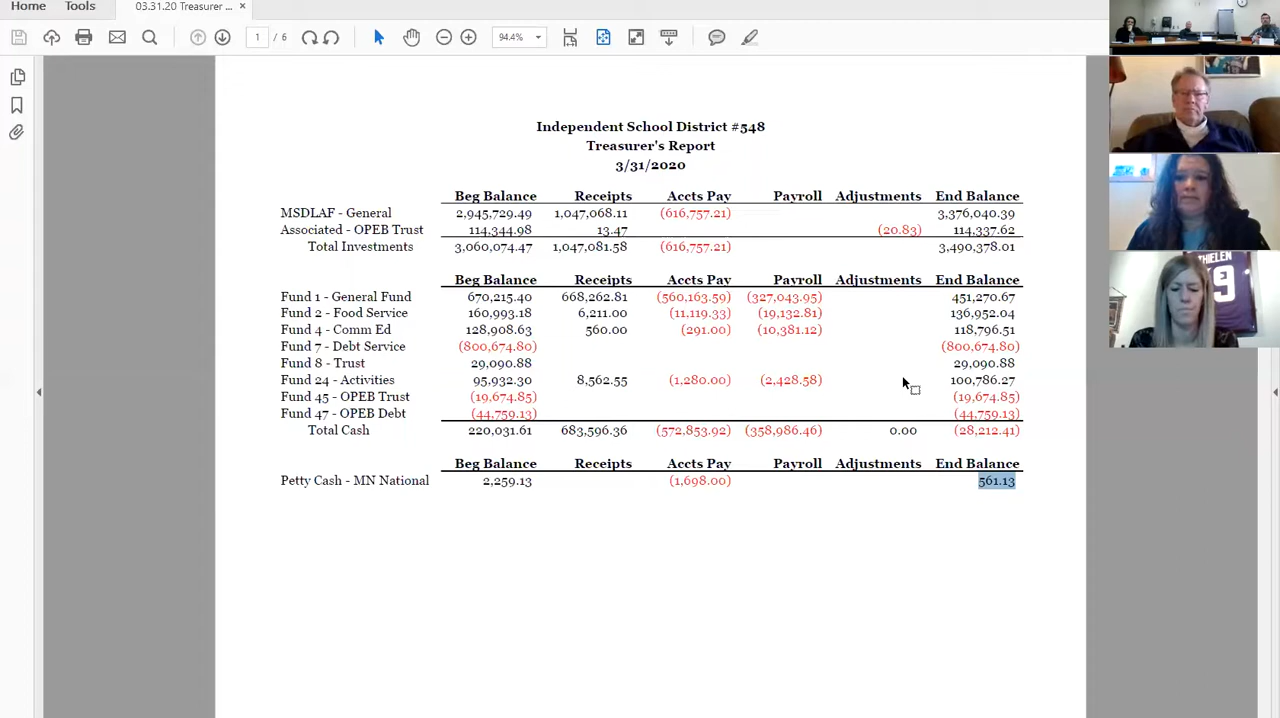 Home Tools 03.31.20 Treasurer ... ×
1 / 6 94.4%
Independent School District #548
Treasurer's Report
3/31/2020
Beg Balance Receipts Accts Pay Payroll Adjustments End Balance
MSDLAF - General 2,945,729.49 1,047,068.11 (616,757.21) 3,376,040.39
Associated - OPEB Trust 114,344.98 13.47 (20.83) 114,337.62
Total Investments 3,060,074.47 1,047,081.58 (616,757.21) 3,490,378.01
Beg Balance Receipts Accts Pay Payroll Adjustments End Balance
Fund 1 - General Fund 670,215.40 668,262.81 (560,163.59) (327,043.95) 451,270.67
Fund 2 - Food Service 160,993.18 6,211.00 (11,119.33) (19,132.81) 136,952.04
Fund 4 - Comm Ed 128,908.63 560.00 (291.00) (10,381.12) 118,796.51
Fund 7 - Debt Service (800,674.80) (800,674.80)
Fund 8 - Trust 29,090.88 29,090.88
Fund 24 - Activities 95,932.30 8,562.55 (1,280.00) (2,428.58) 100,786.27
Fund 45 - OPEB Trust (19,674.85) (19,674.85)
Fund 47 - OPEB Debt (44,759.13) (44,759.13)
Total Cash 220,031.61 683,596.36 (572,853.92) (358,986.46) 0.00 (28,212.41)
Beg Balance Receipts Accts Pay Payroll Adjustments End Balance
Petty Cash - MN National 2,259.13 (1,698.00) 561.13
THIELEN